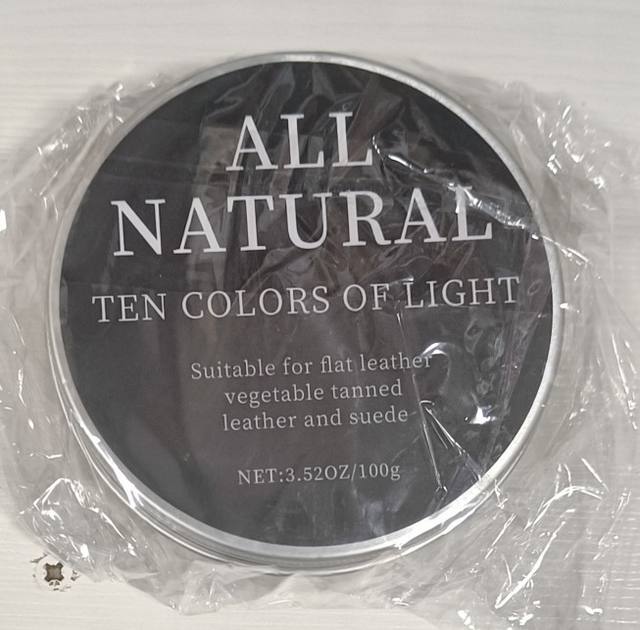 ALL
NATURAL
TEN COLORS OF LIGHT
Suitable for flat leather
vegetable tanned
leather and suede
NET:3.52OZ/100g